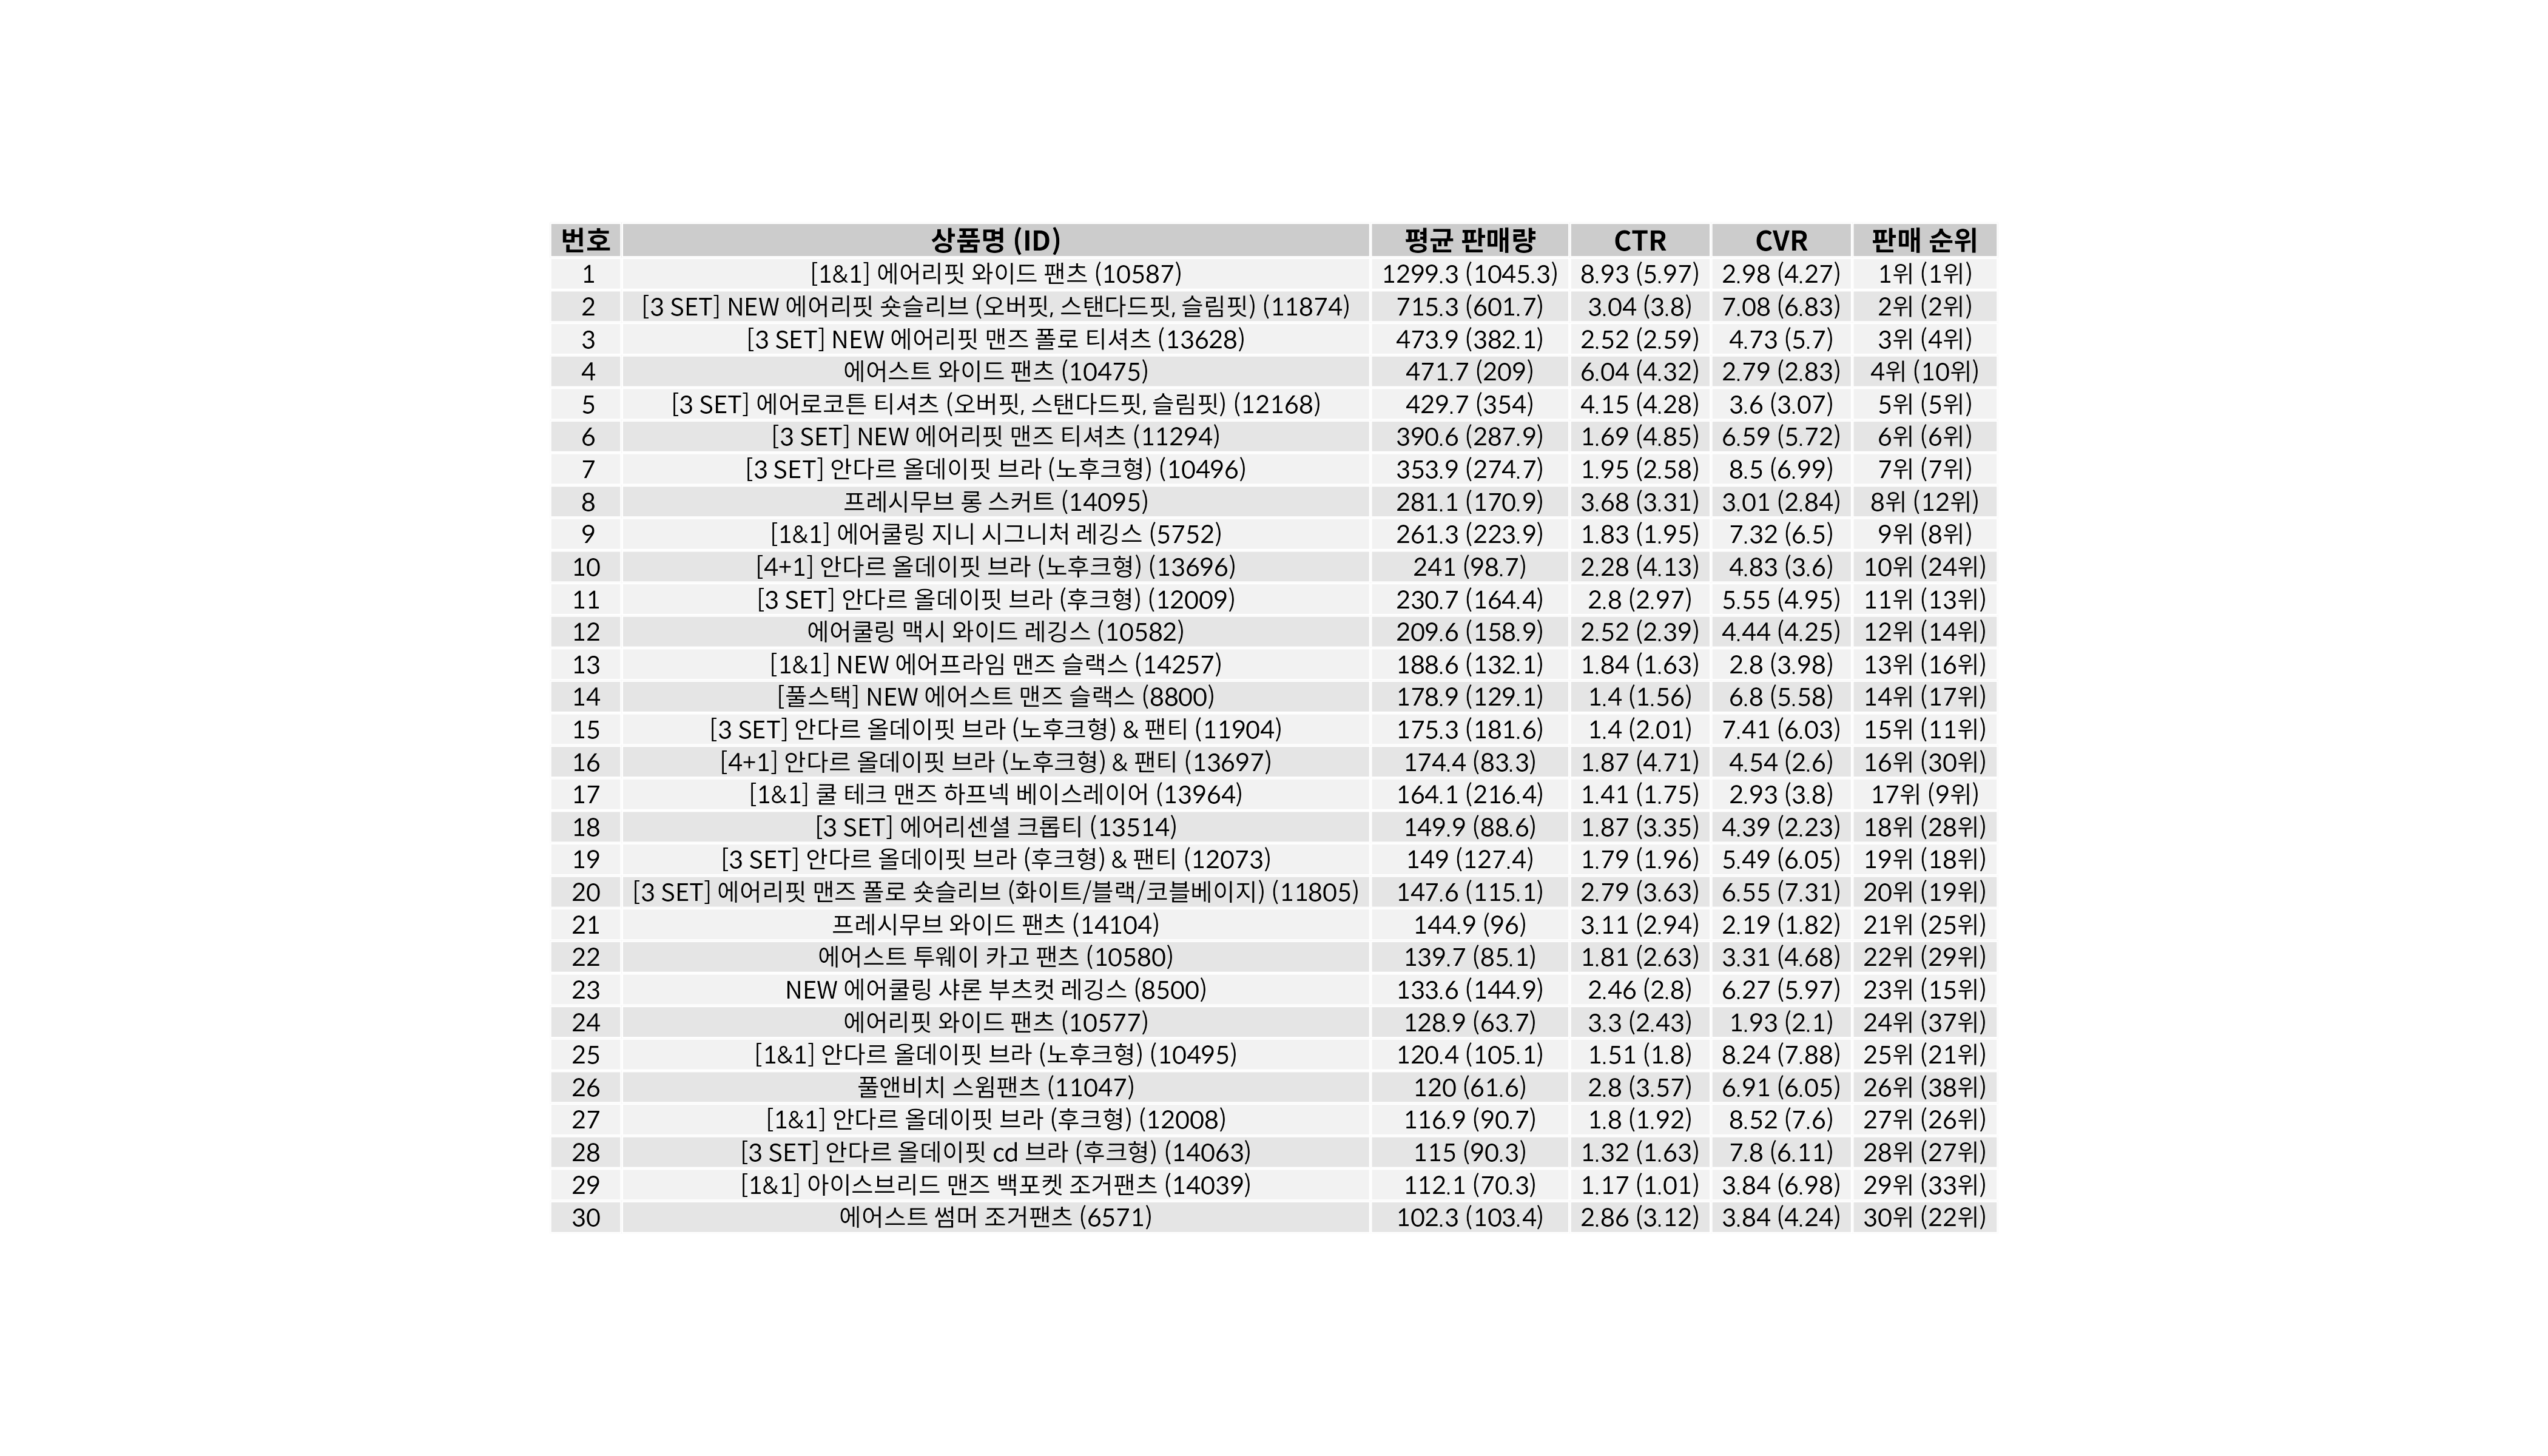 번호 상품명 (ID) 평균 판매량 CTR CVR 판매 순위
1 [1&1] 에어리핏 와이드 팬츠 (10587) 1299.3 (1045.3) 8.93 (5.97) 2.98 (4.27) 1위 (1위)
2 [3 SET] NEW 에어리핏 숏슬리브 (오버핏, 스탠다드핏, 슬림핏) (11874) 715.3 (601.7) 3.04 (3.8) 7.08 (6.83) 2위 (2위)
3 [3 SET] NEW 에어리핏 맨즈 폴로 티셔츠 (13628) 473.9 (382.1) 2.52 (2.59) 4.73 (5.7) 3위 (4위)
4 에어스트 와이드 팬츠 (10475) 471.7 (209) 6.04 (4.32) 2.79 (2.83) 4위 (10위)
5 [3 SET] 에어로코튼 티셔츠 (오버핏, 스탠다드핏, 슬림핏) (12168) 429.7 (354) 4.15 (4.28) 3.6 (3.07) 5위 (5위)
6 [3 SET] NEW 에어리핏 맨즈 티셔츠 (11294) 390.6 (287.9) 1.69 (4.85) 6.59 (5.72) 6위 (6위)
7 [3 SET] 안다르 올데이핏 브라 (노후크형) (10496) 353.9 (274.7) 1.95 (2.58) 8.5 (6.99) 7위 (7위)
8 프레시무브 롱 스커트 (14095) 281.1 (170.9) 3.68 (3.31) 3.01 (2.84) 8위 (12위)
9 [1&1] 에어쿨링 지니 시그니처 레깅스 (5752) 261.3 (223.9) 1.83 (1.95) 7.32 (6.5) 9위 (8위)
10 [4+1] 안다르 올데이핏 브라 (노후크형) (13696) 241 (98.7) 2.28 (4.13) 4.83 (3.6) 10위 (24위)
11 [3 SET] 안다르 올데이핏 브라 (후크형) (12009) 230.7 (164.4) 2.8 (2.97) 5.55 (4.95) 11위 (13위)
12 에어쿨링 맥시 와이드 레깅스 (10582) 209.6 (158.9) 2.52 (2.39) 4.44 (4.25) 12위 (14위)
13 [1&1] NEW 에어프라임 맨즈 슬랙스 (14257) 188.6 (132.1) 1.84 (1.63) 2.8 (3.98) 13위 (16위)
14 [풀스택] NEW 에어스트 맨즈 슬랙스 (8800) 178.9 (129.1) 1.4 (1.56) 6.8 (5.58) 14위 (17위)
15 [3 SET] 안다르 올데이핏 브라 (노후크형) & 팬티 (11904) 175.3 (181.6) 1.4 (2.01) 7.41 (6.03) 15위 (11위)
16 [4+1] 안다르 올데이핏 브라 (노후크형) & 팬티 (13697) 174.4 (83.3) 1.87 (4.71) 4.54 (2.6) 16위 (30위)
17 [1&1] 쿨 테크 맨즈 하프넥 베이스레이어 (13964) 164.1 (216.4) 1.41 (1.75) 2.93 (3.8) 17위 (9위)
18 [3 SET] 에어리센셜 크롭티 (13514) 149.9 (88.6) 1.87 (3.35) 4.39 (2.23) 18위 (28위)
19 [3 SET] 안다르 올데이핏 브라 (후크형) & 팬티 (12073) 149 (127.4) 1.79 (1.96) 5.49 (6.05) 19위 (18위)
20 [3 SET] 에어리핏 맨즈 폴로 숏슬리브 (화이트/블랙/코블베이지) (11805) 147.6 (115.1) 2.79 (3.63) 6.55 (7.31) 20위 (19위)
21 프레시무브 와이드 팬츠 (14104) 144.9 (96) 3.11 (2.94) 2.19 (1.82) 21위 (25위)
22 에어스트 투웨이 카고 팬츠 (10580) 139.7 (85.1) 1.81 (2.63) 3.31 (4.68) 22위 (29위)
23 NEW 에어쿨링 샤론 부츠컷 레깅스 (8500) 133.6 (144.9) 2.46 (2.8) 6.27 (5.97) 23위 (15위)
24 에어리핏 와이드 팬츠 (10577) 128.9 (63.7) 3.3 (2.43) 1.93 (2.1) 24위 (37위)
25 [1&1] 안다르 올데이핏 브라 (노후크형) (10495) 120.4 (105.1) 1.51 (1.8) 8.24 (7.88) 25위 (21위)
26 풀앤비치 스윔팬츠 (11047) 120 (61.6) 2.8 (3.57) 6.91 (6.05) 26위 (38위)
27 [1&1] 안다르 올데이핏 브라 (후크형) (12008) 116.9 (90.7) 1.8 (1.92) 8.52 (7.6) 27위 (26위)
28 [3 SET] 안다르 올데이핏 cd 브라 (후크형) (14063) 115 (90.3) 1.32 (1.63) 7.8 (6.11) 28위 (27위)
29 [1&1] 아이스브리드 맨즈 백포켓 조거팬츠 (14039) 112.1 (70.3) 1.17 (1.01) 3.84 (6.98) 29위 (33위)
30 에어스트 썸머 조거팬츠 (6571) 102.3 (103.4) 2.86 (3.12) 3.84 (4.24) 30위 (22위)